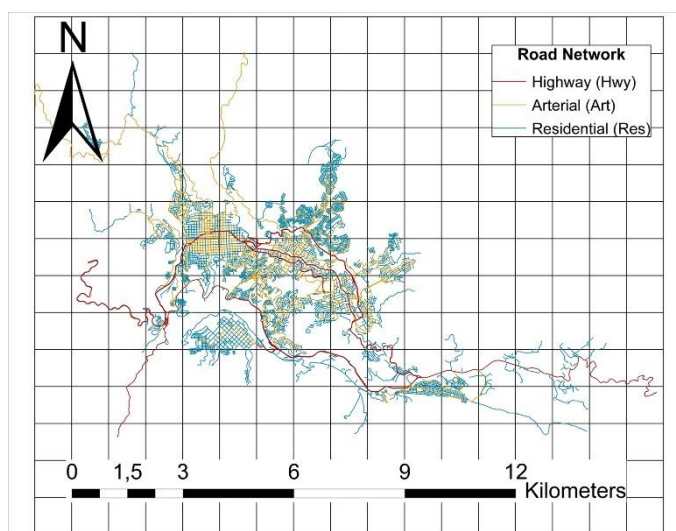 N
Road Network
Highway (Hwy)
Arterial (Art)
Residential (Res)
0 1,5 3 6 9 12
Kilometers